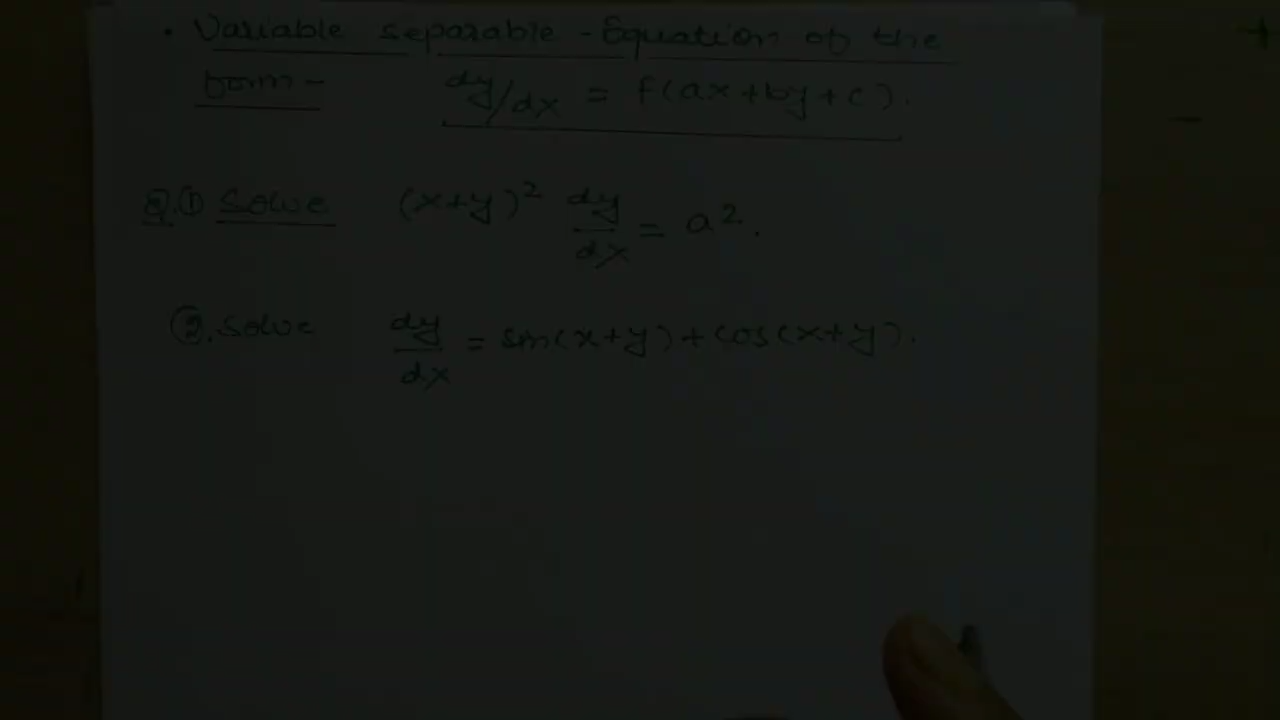 . Variable separable - Equation of the
form - dy/dx = f(ax+by+c).
Q.① Solve (x+y)² dy/dx = a².
②. Solve dy/dx = sin(x+y)+cos(x+y).